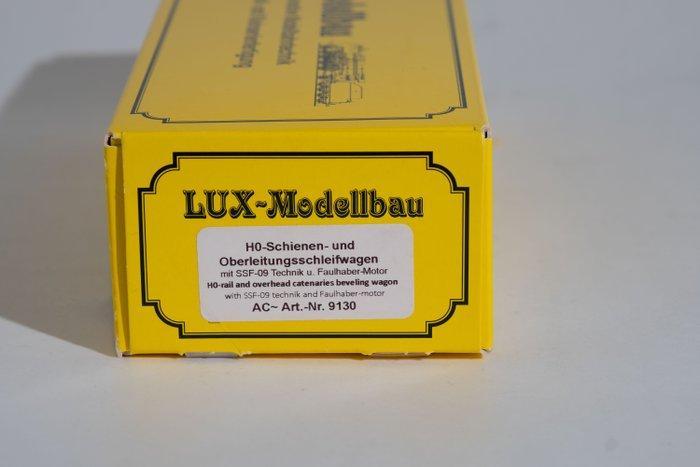 LUX~Modellbau
H0-Schienen- und
Oberleitungsschleifwagen
mit SSF-09 Technik u. Faulhaber-Motor
H0-rail and overhead catenaries beveling wagon
with SSF-09 technik and Faulhaber-motor
AC~ Art.-Nr. 9130